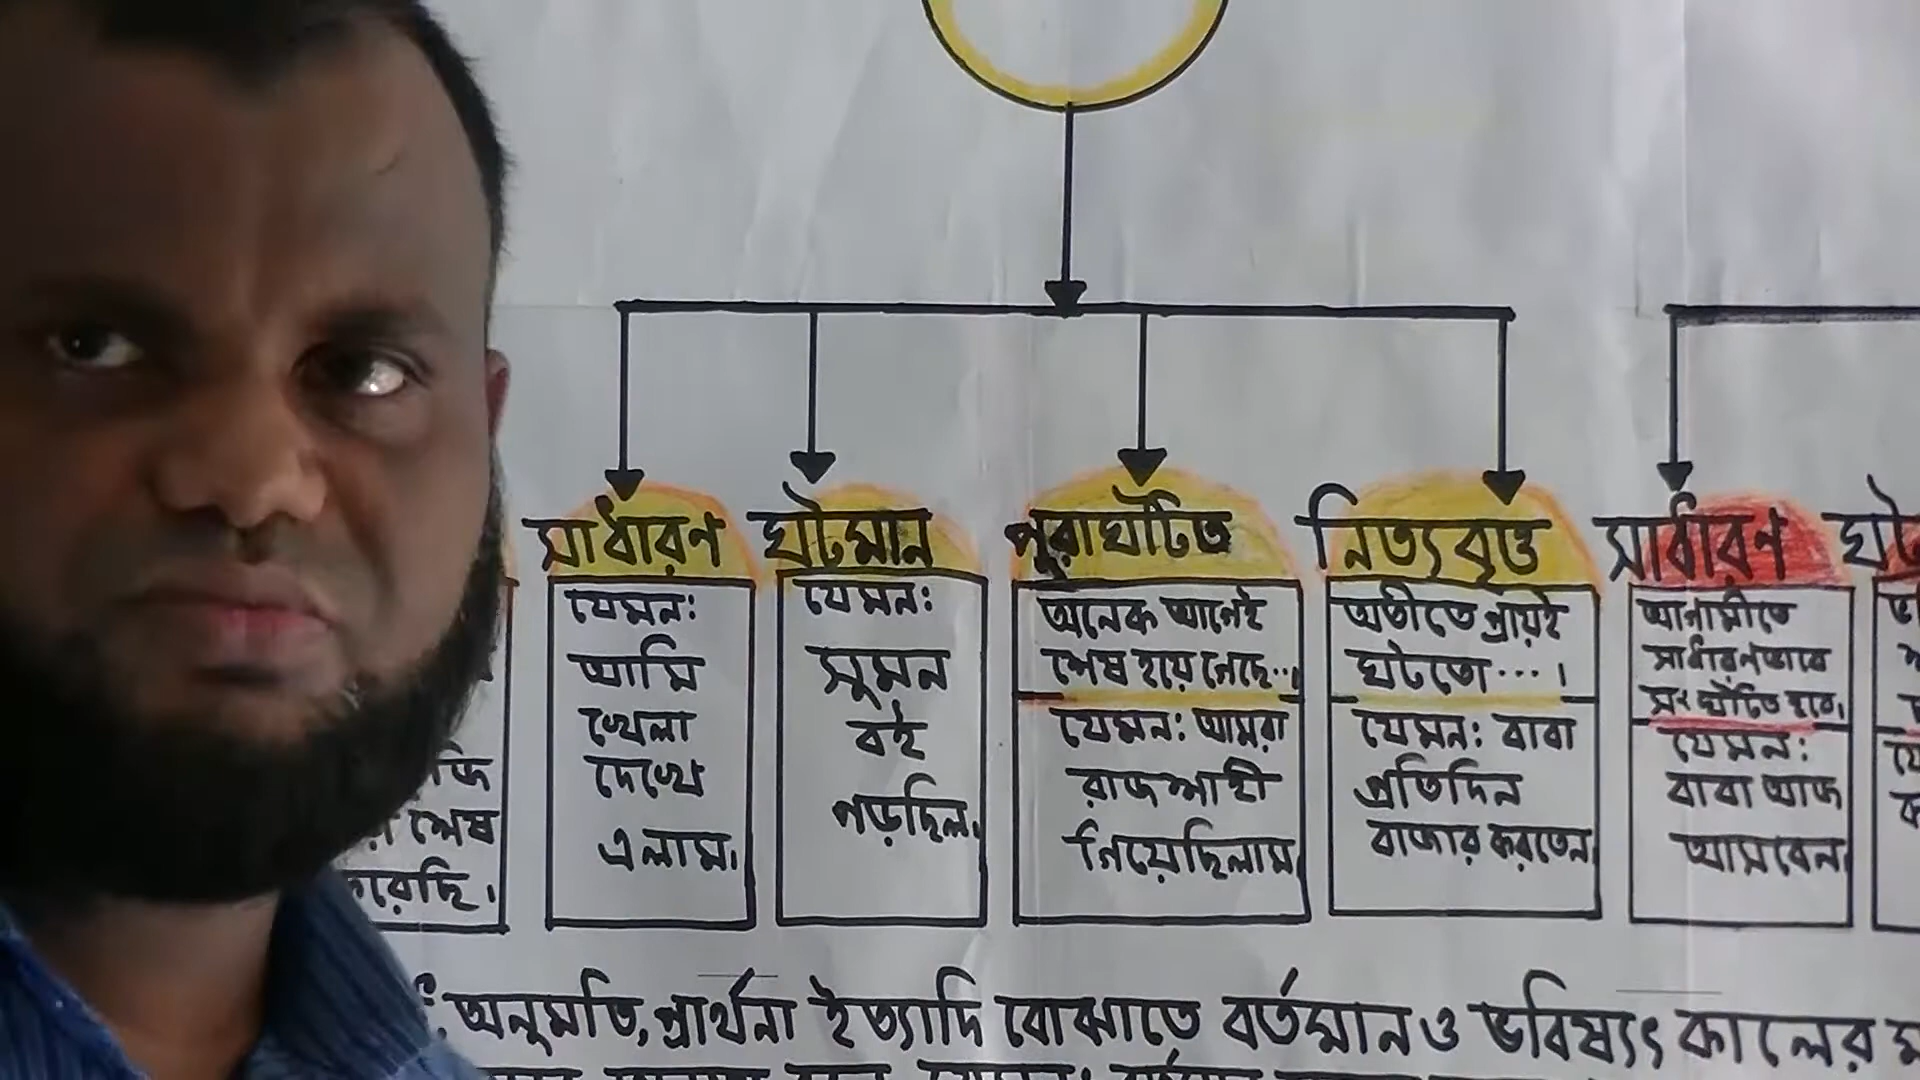 সাধারণ
যেমন:
আমি
খেলা
দেখে
এলাম।
ঘটমান
যেমন:
সুমন
বই
পড়ছিল।
পুরাঘটিত
অনেক আগেই
শেষ হয়ে গেছে...।
যেমন: আমরা
রাজশাহী
গিয়েছিলাম
নিত্যবৃত্ত
অতীতে প্রায়ই
ঘটতো...।
যেমন: বাবা
প্রতিদিন
বাজার করতেন।
সাধারণ
আগামীতে
সাধারণভাবে
সংঘটিত হবে।
যেমন:
বাবা আজ
আসবেন।
শেষ
করেছি।
অনুমতি, প্রার্থনা ইত্যাদি বোঝাতে বর্তমান ও ভবিষ্যৎ কালের